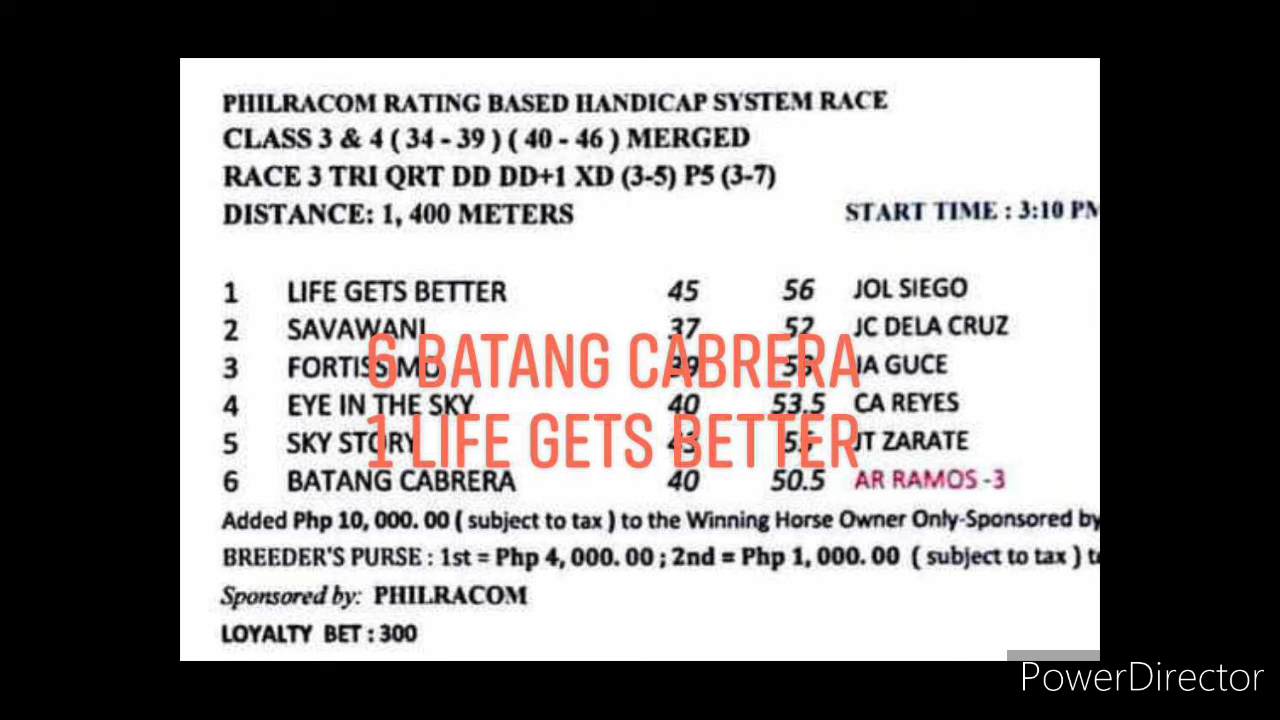 PHILRACOM RATING BASED HANDICAP SYSTEM RACE
CLASS 3 & 4 ( 34 - 39 ) ( 40 - 46 ) MERGED
RACE 3 TRI QRT DD DD+1 XD (3-5) P5 (3-7)
DISTANCE: 1, 400 METERS START TIME : 3:10 PM
1 LIFE GETS BETTER 45 56 JOL SIEGO
2 SAVAWANI 37 52 JC DELA CRUZ
3 FORTISSIMO 39 JA GUCE
6 BATANG CABRERA
4 EYE IN THE SKY 40 53.5 CA REYES
5 SKY STORY JT ZARATE
1 LIFE GETS BETTER
6 BATANG CABRERA 40 50.5 AR RAMOS -3
Added Php 10, 000. 00 ( subject to tax ) to the Winning Horse Owner Only-Sponsored by
BREEDER'S PURSE : 1st = Php 4, 000. 00 ; 2nd = Php 1, 000. 00 ( subject to tax )
Sponsored by: PHILRACOM
LOYALTY BET : 300
PowerDirector